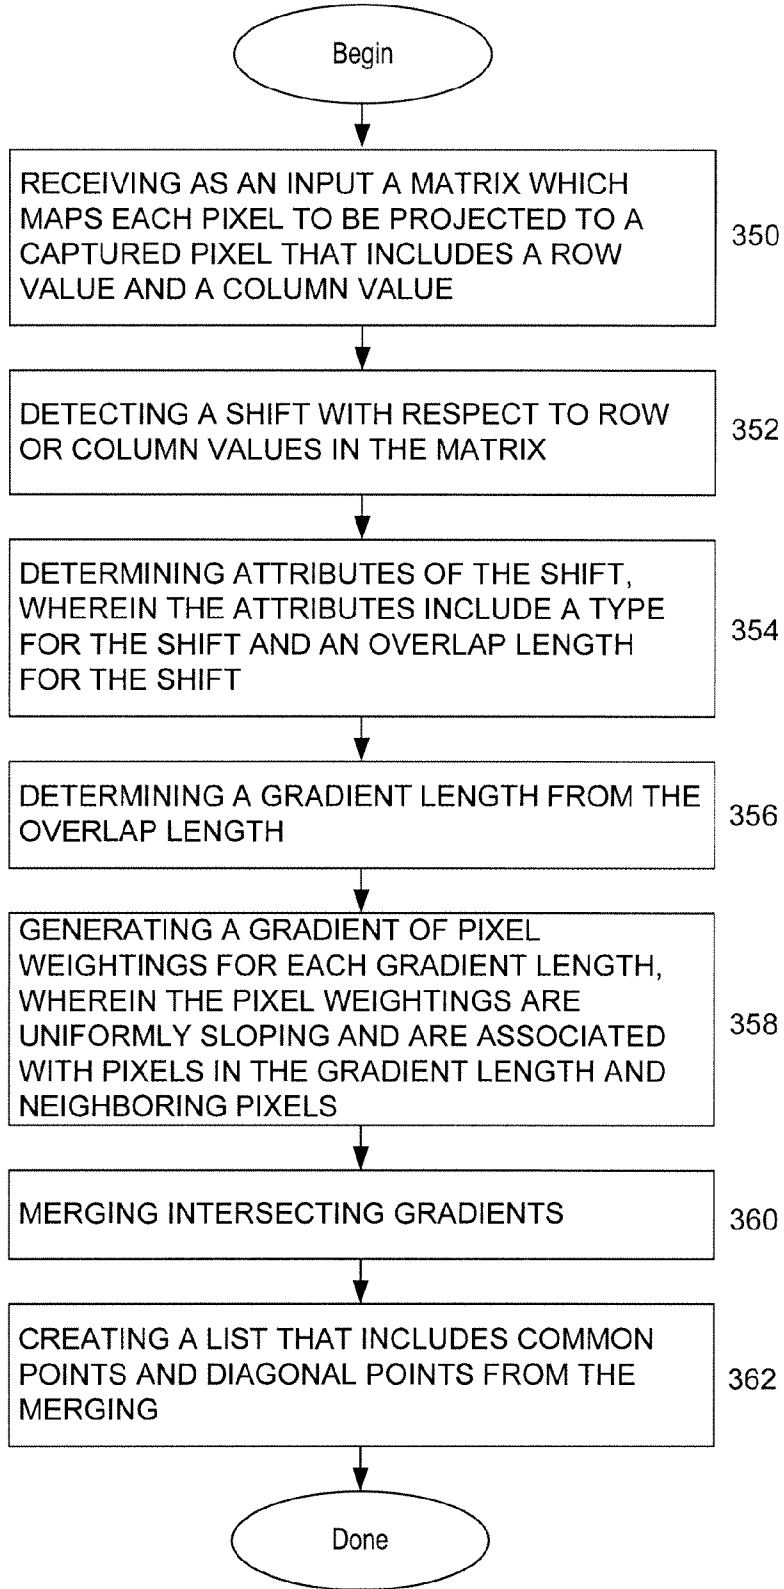 Begin
RECEIVING AS AN INPUT A MATRIX WHICH
MAPS EACH PIXEL TO BE PROJECTED TO A
CAPTURED PIXEL THAT INCLUDES A ROW
VALUE AND A COLUMN VALUE
350
DETECTING A SHIFT WITH RESPECT TO ROW
OR COLUMN VALUES IN THE MATRIX
352
DETERMINING ATTRIBUTES OF THE SHIFT,
WHEREIN THE ATTRIBUTES INCLUDE A TYPE
FOR THE SHIFT AND AN OVERLAP LENGTH
FOR THE SHIFT
354
DETERMINING A GRADIENT LENGTH FROM THE
OVERLAP LENGTH
356
GENERATING A GRADIENT OF PIXEL
WEIGHTINGS FOR EACH GRADIENT LENGTH,
WHEREIN THE PIXEL WEIGHTINGS ARE
UNIFORMLY SLOPING AND ARE ASSOCIATED
WITH PIXELS IN THE GRADIENT LENGTH AND
NEIGHBORING PIXELS
358
MERGING INTERSECTING GRADIENTS
360
CREATING A LIST THAT INCLUDES COMMON
POINTS AND DIAGONAL POINTS FROM THE
MERGING
362
Done